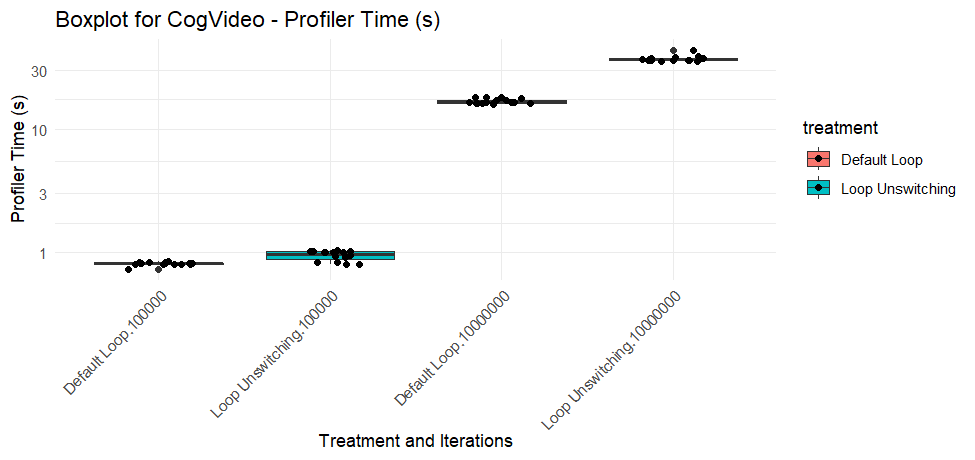 Boxplot for CogVideo - Profiler Time (s)
Profiler Time (s)
30
10
3
1
Default Loop.100000
Loop Unswitching.100000
Default Loop.10000000
Loop Unswitching.10000000
Treatment and Iterations
treatment
Default Loop
Loop Unswitching